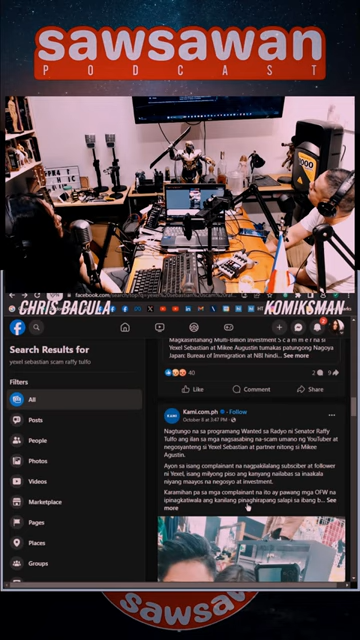 sawsawan
PODCAST
CHRIS BACULA
KOMIKSMAN
facebook.com
Search Results for
yexel sebastian scam raffy tulfo
Filters
All
Posts
People
Photos
Videos
Marketplace
Pages
Places
Groups
Yexel Sebastian at Mikee Augustin tumakas patungong Nagoya
Japan: Bureau of Immigration at NBI hindi ... See more
40
2
9
Like
Comment
Share
KAMI
Kami.com.ph · Follow
Nagtungo na sa programang Wanted sa Radyo ni Senator Raffy
Tulfo ang ilan sa mga nagsasabing na-scam umano ng YouTuber at
negosyanteng si Yexel Sebastian at partner nitong si Mikee
Agustin.
Ayon sa isang complainant na nagpakilalang subsciber at follower
ni Yexel, isang milyong piso ang kanyang nailabas sa inaakala
niyang maayos na negosyo at investment.
Karamihan pa sa mga complainant na ito ay pawang mga OFW na
ipinagkatiwala ang kanilang pinaghirapang salapi sa ibang b... See
more
sawsawan